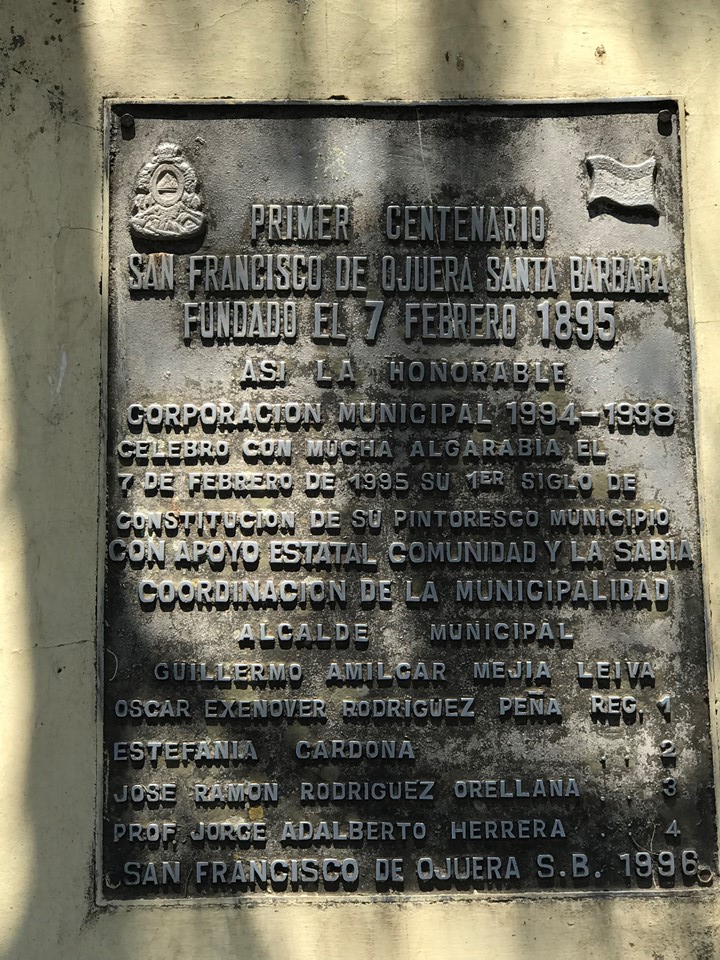 PRIMER CENTENARIO
SAN FRANCISCO DE OJUERA SANTA BARBARA
FUNDADO EL 7 FEBRERO 1895
ASI LA HONORABLE
CORPORACION MUNICIPAL 1994-1998
CELEBRO CON MUCHA ALGARABIA EL
7 DE FEBRERO DE 1995 SU 1ER SIGLO DE
CONSTITUCION DE SU PINTORESCO MUNICIPIO
CON APOYO ESTATAL COMUNIDAD Y LA SABIA
COORDINACION DE LA MUNICIPALIDAD
ALCALDE MUNICIPAL
GUILLERMO AMILCAR MEJIA LEIVA
OSCAR EXENOVER RODRIGUEZ PEÑA REG. 1
ESTEFANIA CARDONA .. 2
JOSE RAMON RODRIGUEZ ORELLANA .. 3
PROF. JORGE ADALBERTO HERRERA .. 4
SAN FRANCISCO DE OJUERA S.B. 1996